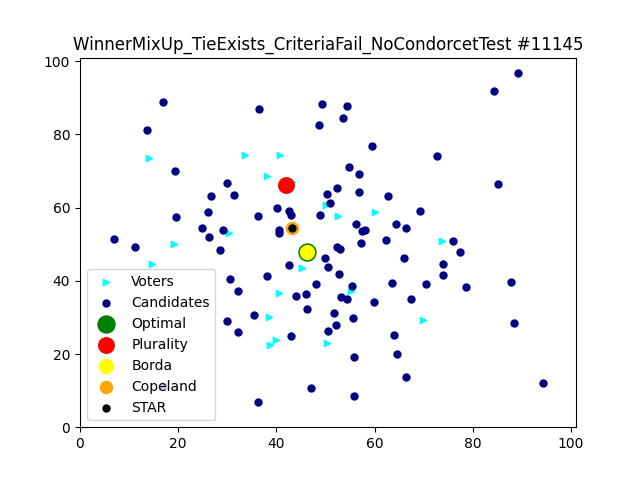 WinnerMixUp_TieExists_CriteriaFail_NoCondorcetTest #11145
100
80
60
40
20
0
Voters
Candidates
Optimal
Plurality
Borda
Copeland
STAR
0 20 40 60 80 100